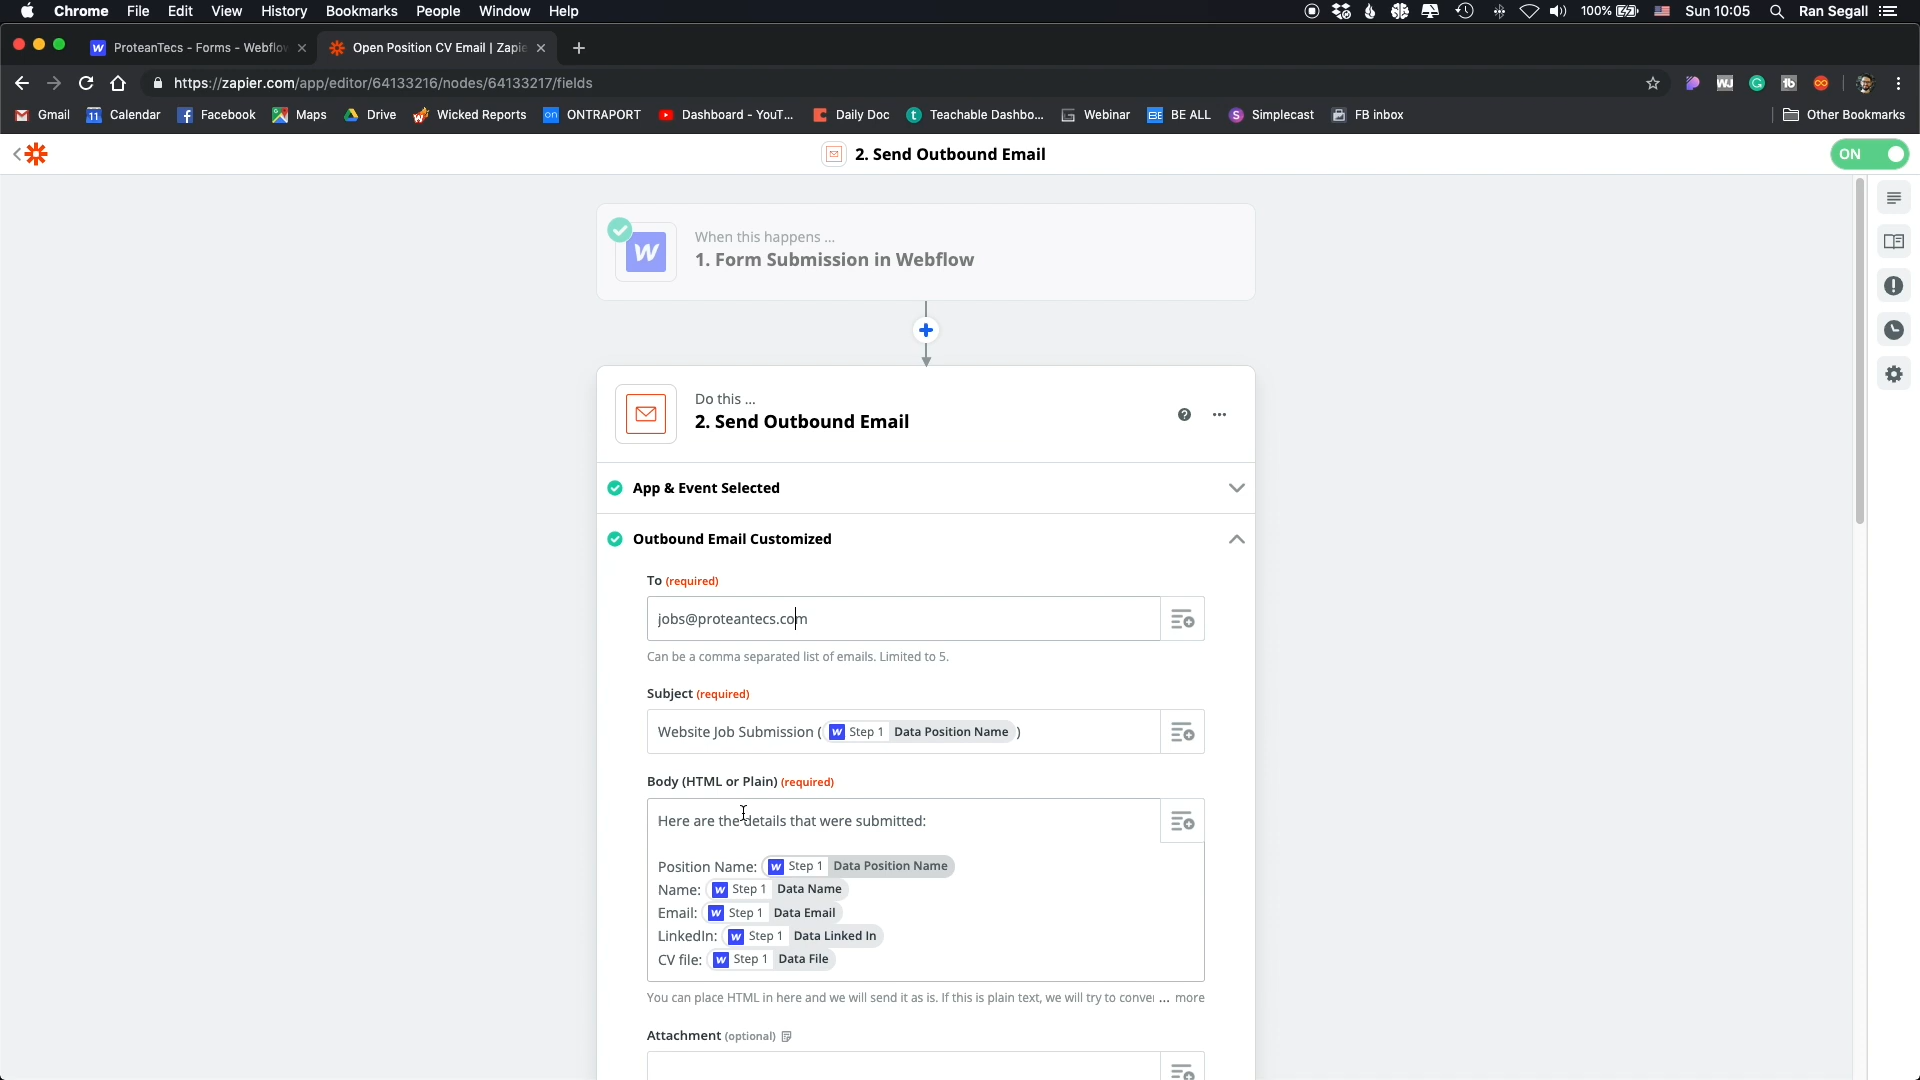 Chrome File Edit View History Bookmarks People Window Help 100% Sun 10:05 Ran Segall
ProteanTecs - Forms - Webflow Open Position CV Email | Zapie
https://zapier.com/app/editor/64133216/nodes/64133217/fields
Gmail Calendar Facebook Maps Drive Wicked Reports ONTRAPORT Dashboard - YouT... Daily Doc Teachable Dashbo... Webinar BE ALL Simplecast FB inbox Other Bookmarks
2. Send Outbound Email ON
When this happens ...
1. Form Submission in Webflow
Do this ...
2. Send Outbound Email
App & Event Selected
Outbound Email Customized
To (required)
jobs@proteantecs.com
Can be a comma separated list of emails. Limited to 5.
Subject (required)
Website Job Submission ( Step 1 Data Position Name )
Body (HTML or Plain) (required)
Here are the details that were submitted:
Position Name: Step 1 Data Position Name
Name: Step 1 Data Name
Email: Step 1 Data Email
LinkedIn: Step 1 Data Linked In
CV file: Step 1 Data File
You can place HTML in here and we will send it as is. If this is plain text, we will try to conve ... more
Attachment (optional)